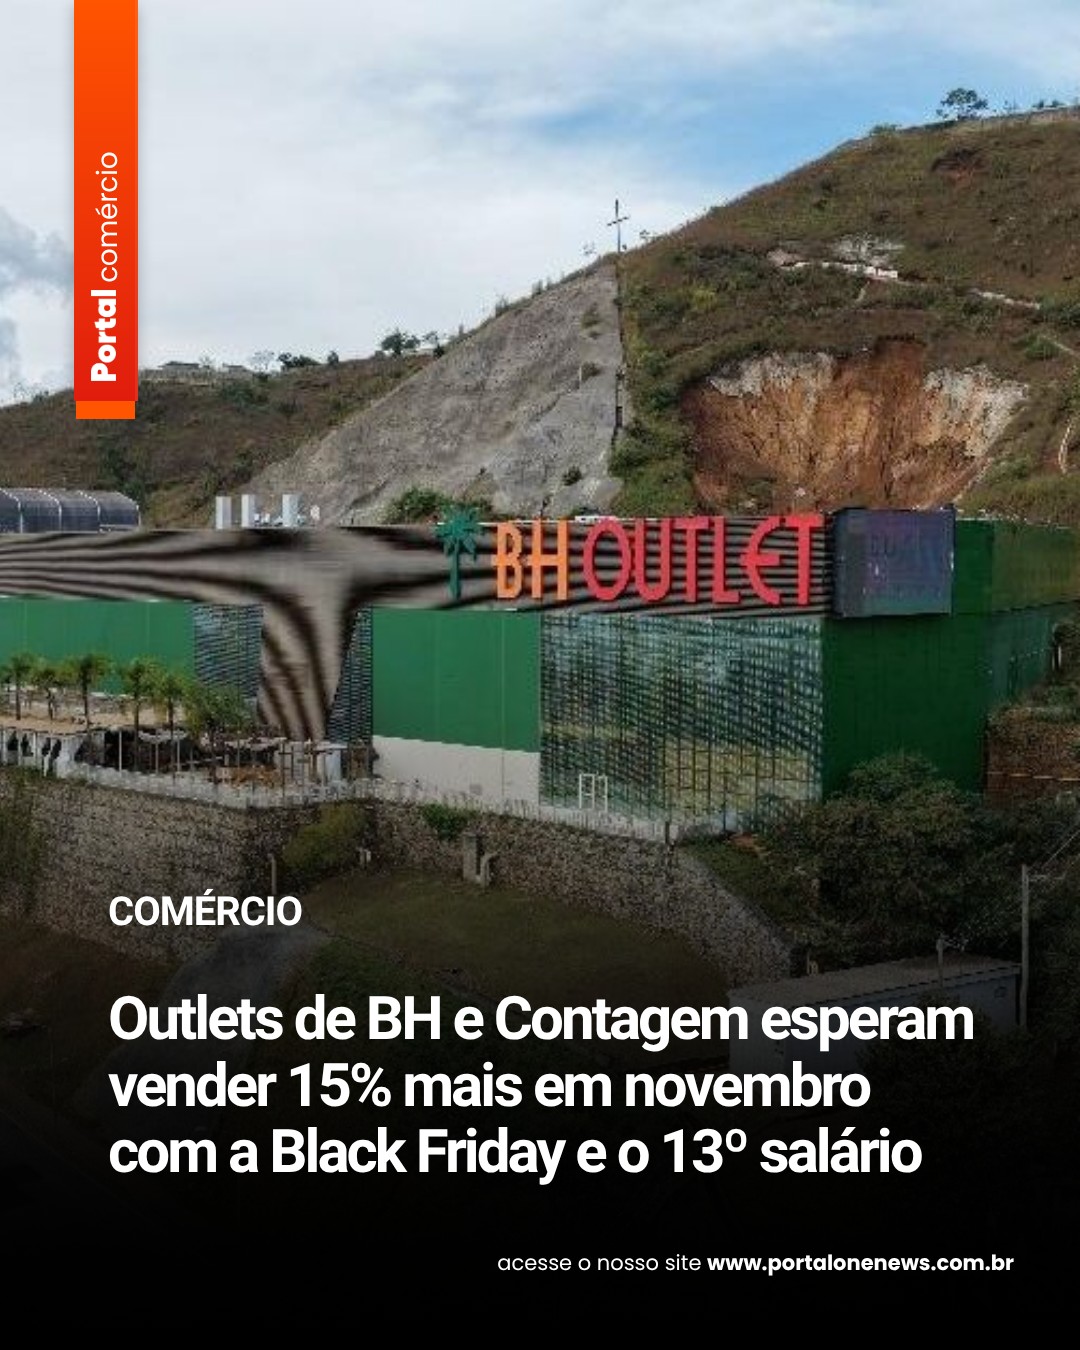 Portal comércio
BH OUTLET
COMÉRCIO
Outlets de BH e Contagem esperam
vender 15% mais em novembro
com a Black Friday e o 13º salário
acesse o nosso site www.portalonenews.com.br